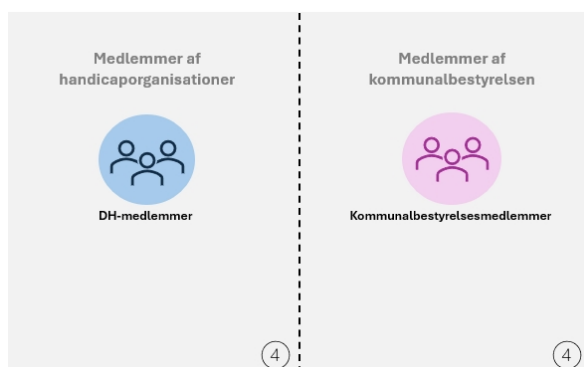 Medlemmer af
handicaporganisationer
DH-medlemmer
4
Medlemmer af
kommunalbestyrelsen
Kommunalbestyrelsesmedlemmer
4